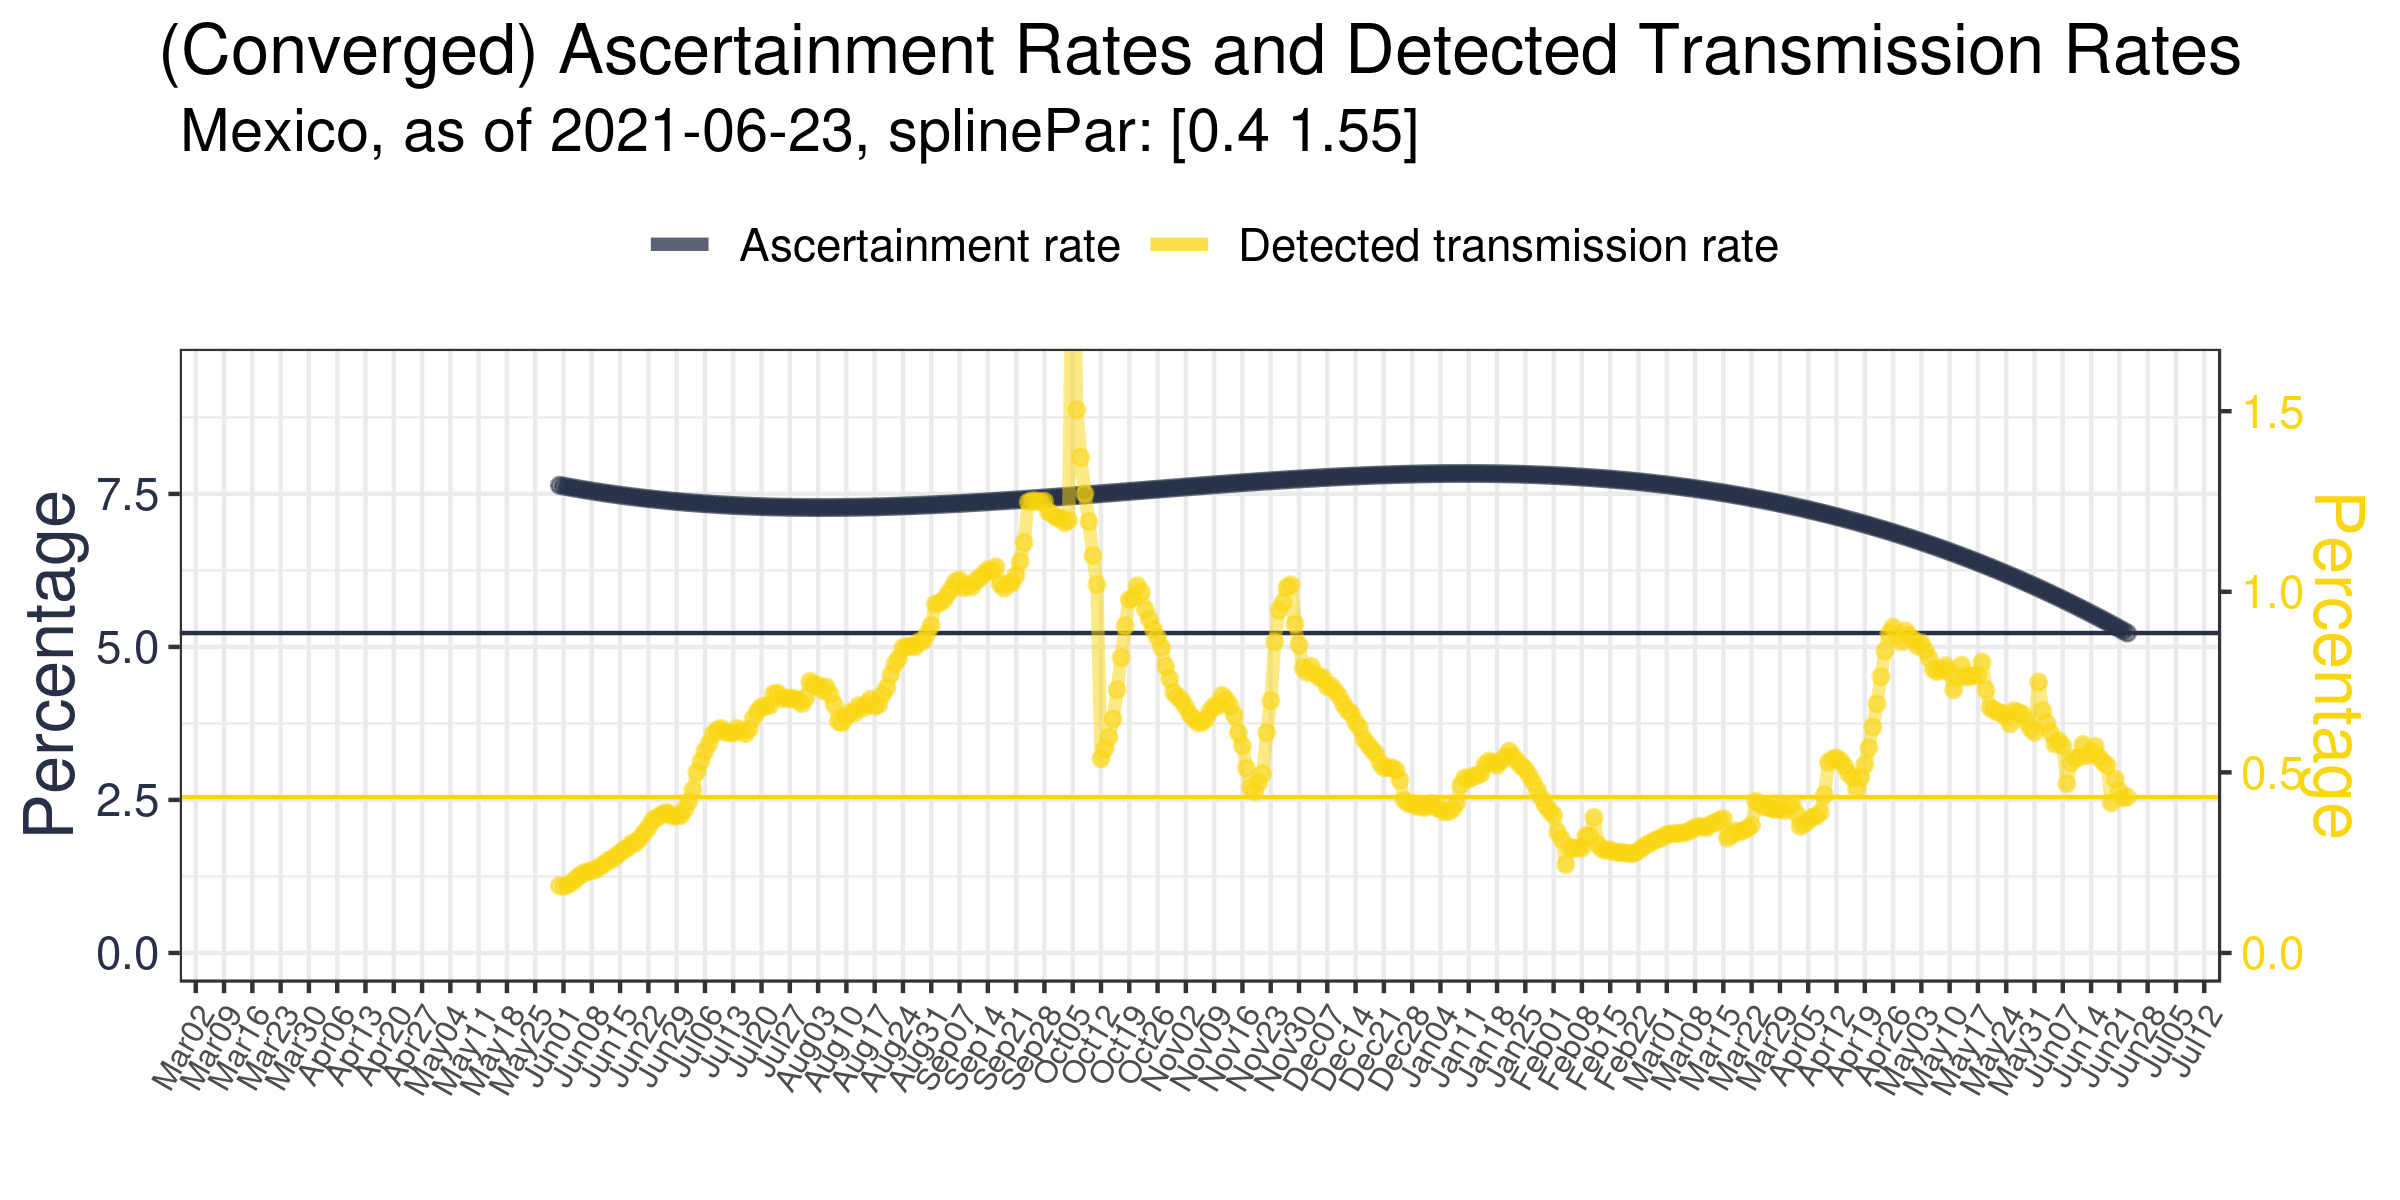 (Converged) Ascertainment Rates and Detected Transmission Rates
Mexico, as of 2021-06-23, splinePar: [0.4 1.55]
Ascertainment rate Detected transmission rate
Percentage
7.5
5.0
2.5
0.0
1.5
1.0
0.5
0.0
Percentage
Mar02 Mar09 Mar16 Mar23 Mar30 Apr06 Apr13 Apr20 Apr27 May04 May11 May18 May25 Jun01 Jun08 Jun15 Jun22 Jun29 Jul06 Jul13 Jul20 Jul27 Aug03 Aug10 Aug17 Aug24 Aug31 Sep07 Sep14 Sep21 Sep28 Oct05 Oct12 Oct19 Oct26 Nov02 Nov09 Nov16 Nov23 Nov30 Dec07 Dec14 Dec21 Dec28 Jan04 Jan11 Jan18 Jan25 Feb01 Feb08 Feb15 Feb22 Mar01 Mar08 Mar15 Mar22 Mar29 Apr05 Apr12 Apr19 Apr26 May03 May10 May17 May24 May31 Jun07 Jun14 Jun21 Jun28 Jul05 Jul12